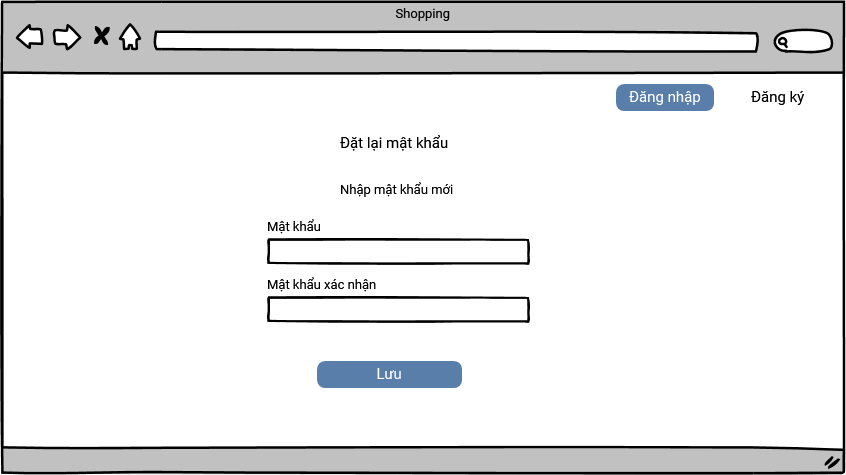 Shopping
Đăng nhập
Đăng ký
Đặt lại mật khẩu
Nhập mật khẩu mới
Mật khẩu
Mật khẩu xác nhận
Lưu